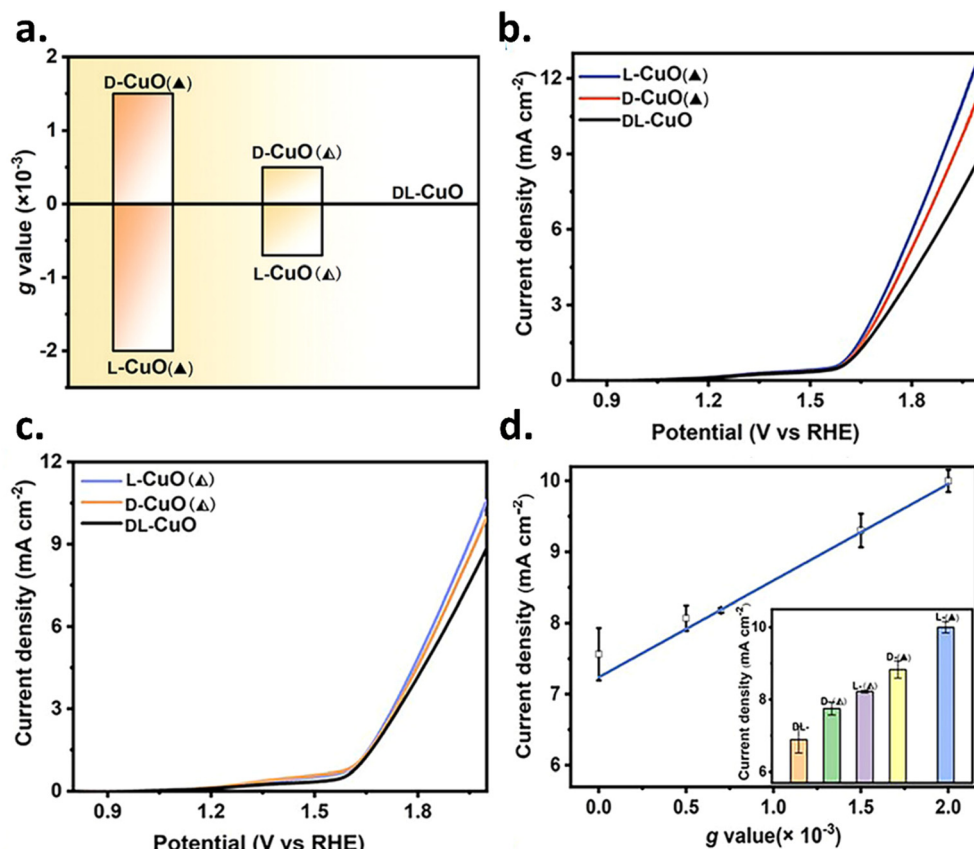 a.
2
1
0
-1
-2
g value (×10⁻³)
D-CuO(▲)
L-CuO(▲)
D-CuO(◭)
L-CuO(◭)
DL-CuO
b.
L-CuO(▲)
D-CuO(▲)
DL-CuO
12
9
6
3
0
Current density (mA cm⁻²)
0.9 1.2 1.5 1.8
Potential (V vs RHE)
c.
L-CuO(◭)
D-CuO(◭)
DL-CuO
12
9
6
3
0
Current density (mA cm⁻²)
0.9 1.2 1.5 1.8
Potential (V vs RHE)
d.
10
9
8
7
6
Current density (mA cm⁻²)
0.0 0.5 1.0 1.5 2.0
g value(× 10⁻³)
10
8
6
Current density (mA cm⁻²)
DL-
D-(◭)
L-(◭)
D-(▲)
L-(▲)